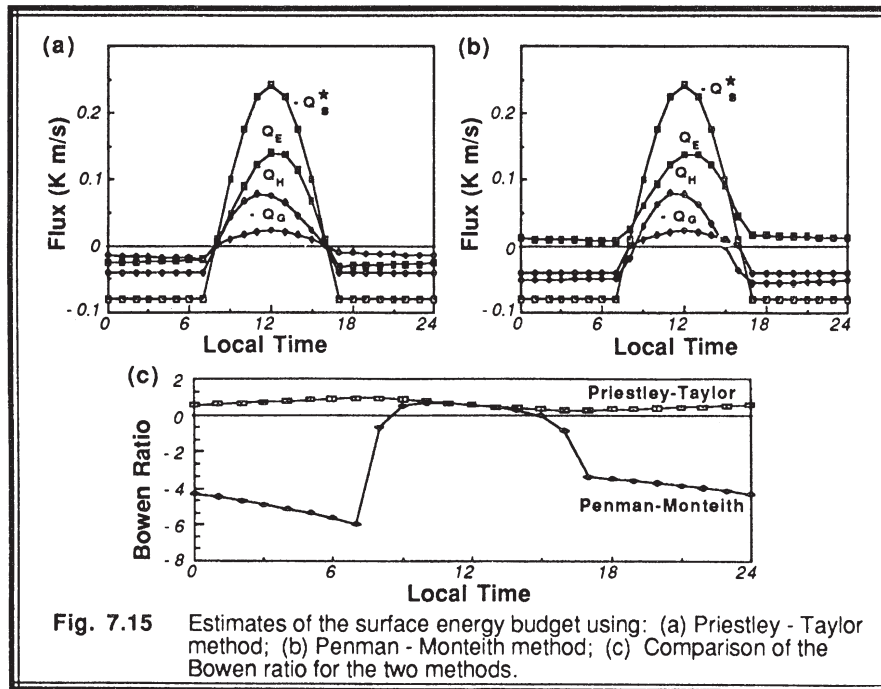 (a)
(b)
Flux (K m/s)
0.2
0.1
0
-0.1
- Q*s
QE
QH
- QG
0 6 12 18 24
Local Time
Flux (K m/s)
0.2
0.1
0
-0.1
- Q*s
QE
QH
- QG
0 6 12 18 24
Local Time
(c)
Bowen Ratio
2
0
-2
-4
-6
-8
Priestley-Taylor
Penman-Monteith
0 6 12 18 24
Local Time
Fig. 7.15 Estimates of the surface energy budget using: (a) Priestley - Taylor
method; (b) Penman - Monteith method; (c) Comparison of the
Bowen ratio for the two methods.